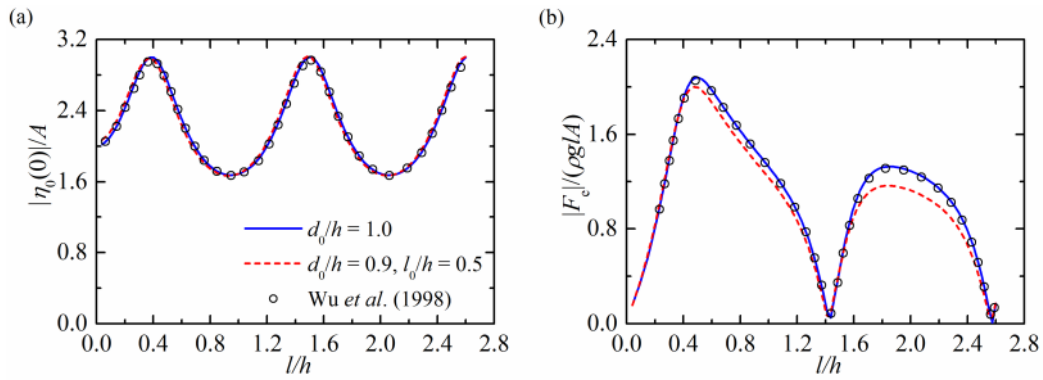 (a)
3.2
2.4
1.6
0.8
0.0
|η₀(0)|/A
d₀/h = 1.0
d₀/h = 0.9, l₀/h = 0.5
Wu et al. (1998)
0.0 0.4 0.8 1.2 1.6 2.0 2.4 2.8
l/h
(b)
2.4
1.6
0.8
0.0
|F_c|/(ρglA)
0.0 0.4 0.8 1.2 1.6 2.0 2.4 2.8
l/h